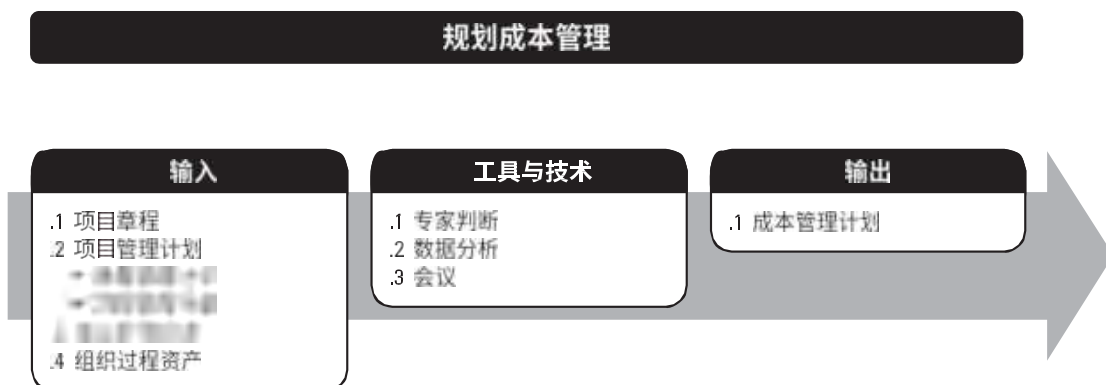 规划成本管理
输入
.1 项目章程
.2 项目管理计划
.4 组织过程资产
工具与技术
.1 专家判断
.2 数据分析
.3 会议
输出
.1 成本管理计划